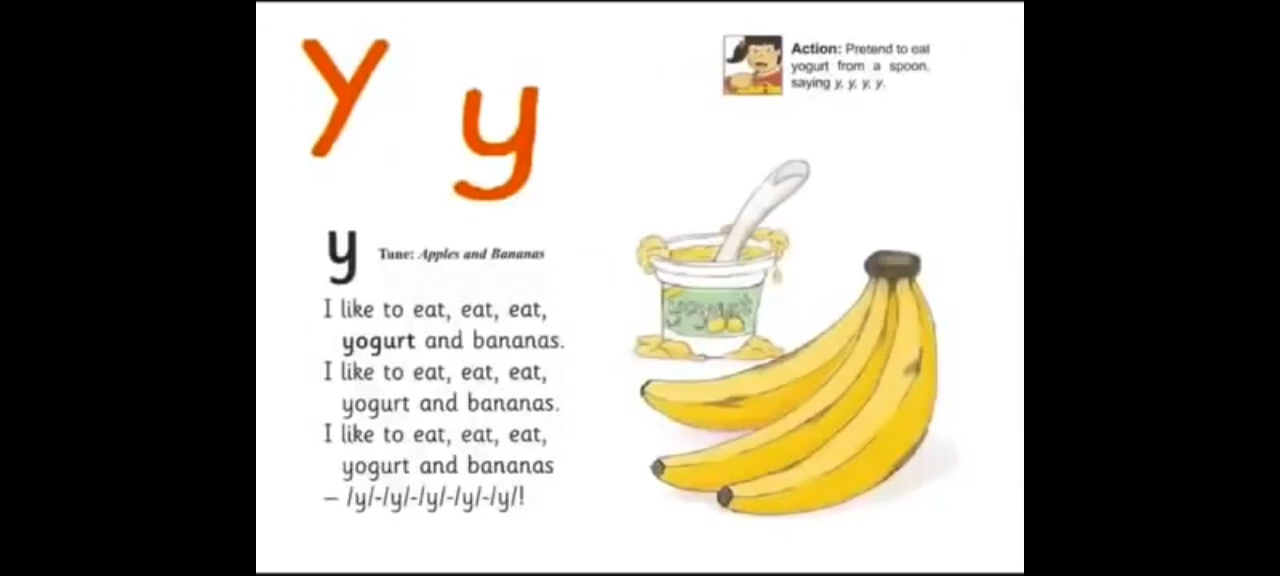 Y y
Action: Pretend to eat
yogurt from a spoon,
saying y, y, y, y.
y Tune: Apples and Bananas
I like to eat, eat, eat,
yogurt and bananas.
I like to eat, eat, eat,
yogurt and bananas.
I like to eat, eat, eat,
yogurt and bananas
– /y/-/y/-/y/-/y/-/y/!
yogurt